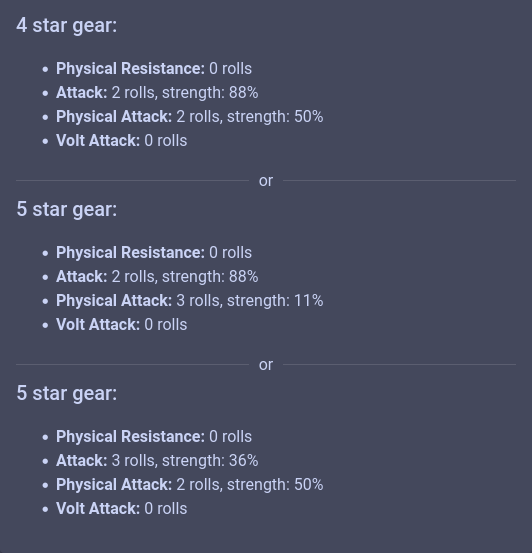 4 star gear:
Physical Resistance: 0 rolls
Attack: 2 rolls, strength: 88%
Physical Attack: 2 rolls, strength: 50%
Volt Attack: 0 rolls
or
5 star gear:
Physical Resistance: 0 rolls
Attack: 2 rolls, strength: 88%
Physical Attack: 3 rolls, strength: 11%
Volt Attack: 0 rolls
or
5 star gear:
Physical Resistance: 0 rolls
Attack: 3 rolls, strength: 36%
Physical Attack: 2 rolls, strength: 50%
Volt Attack: 0 rolls